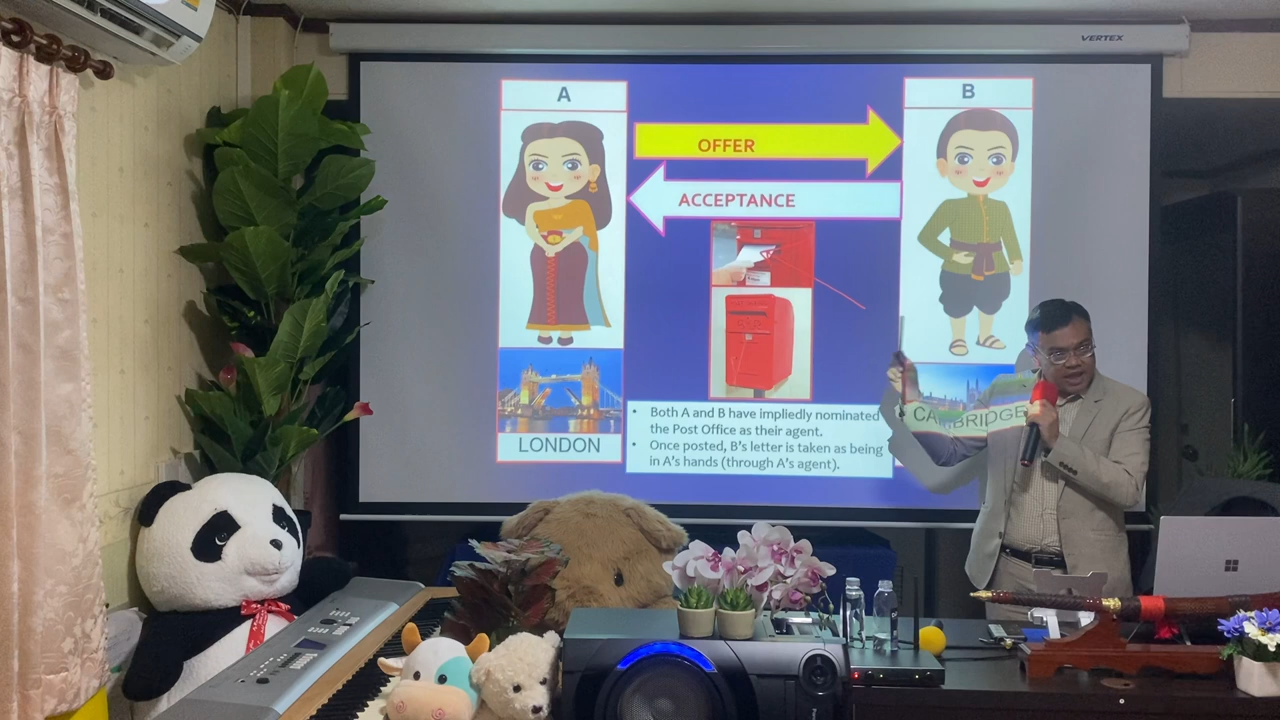 VERTEX
A
B
OFFER
ACCEPTANCE
• Both A and B have impliedly nominated
the Post Office as their agent.
• Once posted, B's letter is taken as being
in A's hands (through A's agent).
LONDON
CAMBRIDGE